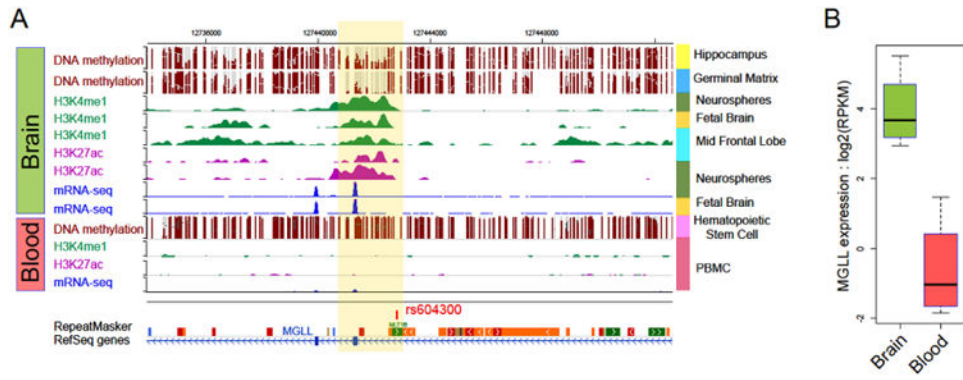 A
127736000 127440000 127444000 127448000
Brain
DNA methylation Hippocampus
DNA methylation Germinal Matrix
H3K4me1 Neurospheres
H3K4me1 Fetal Brain
H3K4me1 Mid Frontal Lobe
H3K27ac
H3K27ac Neurospheres
mRNA-seq
mRNA-seq Fetal Brain
Blood
DNA methylation Hematopoietic Stem Cell
H3K4me1
H3K27ac PBMC
mRNA-seq
rs604300
RepeatMasker MGLL
RefSeq genes
B
MGLL expression : log2(RPKM)
4
2
0
-2
Brain
Blood